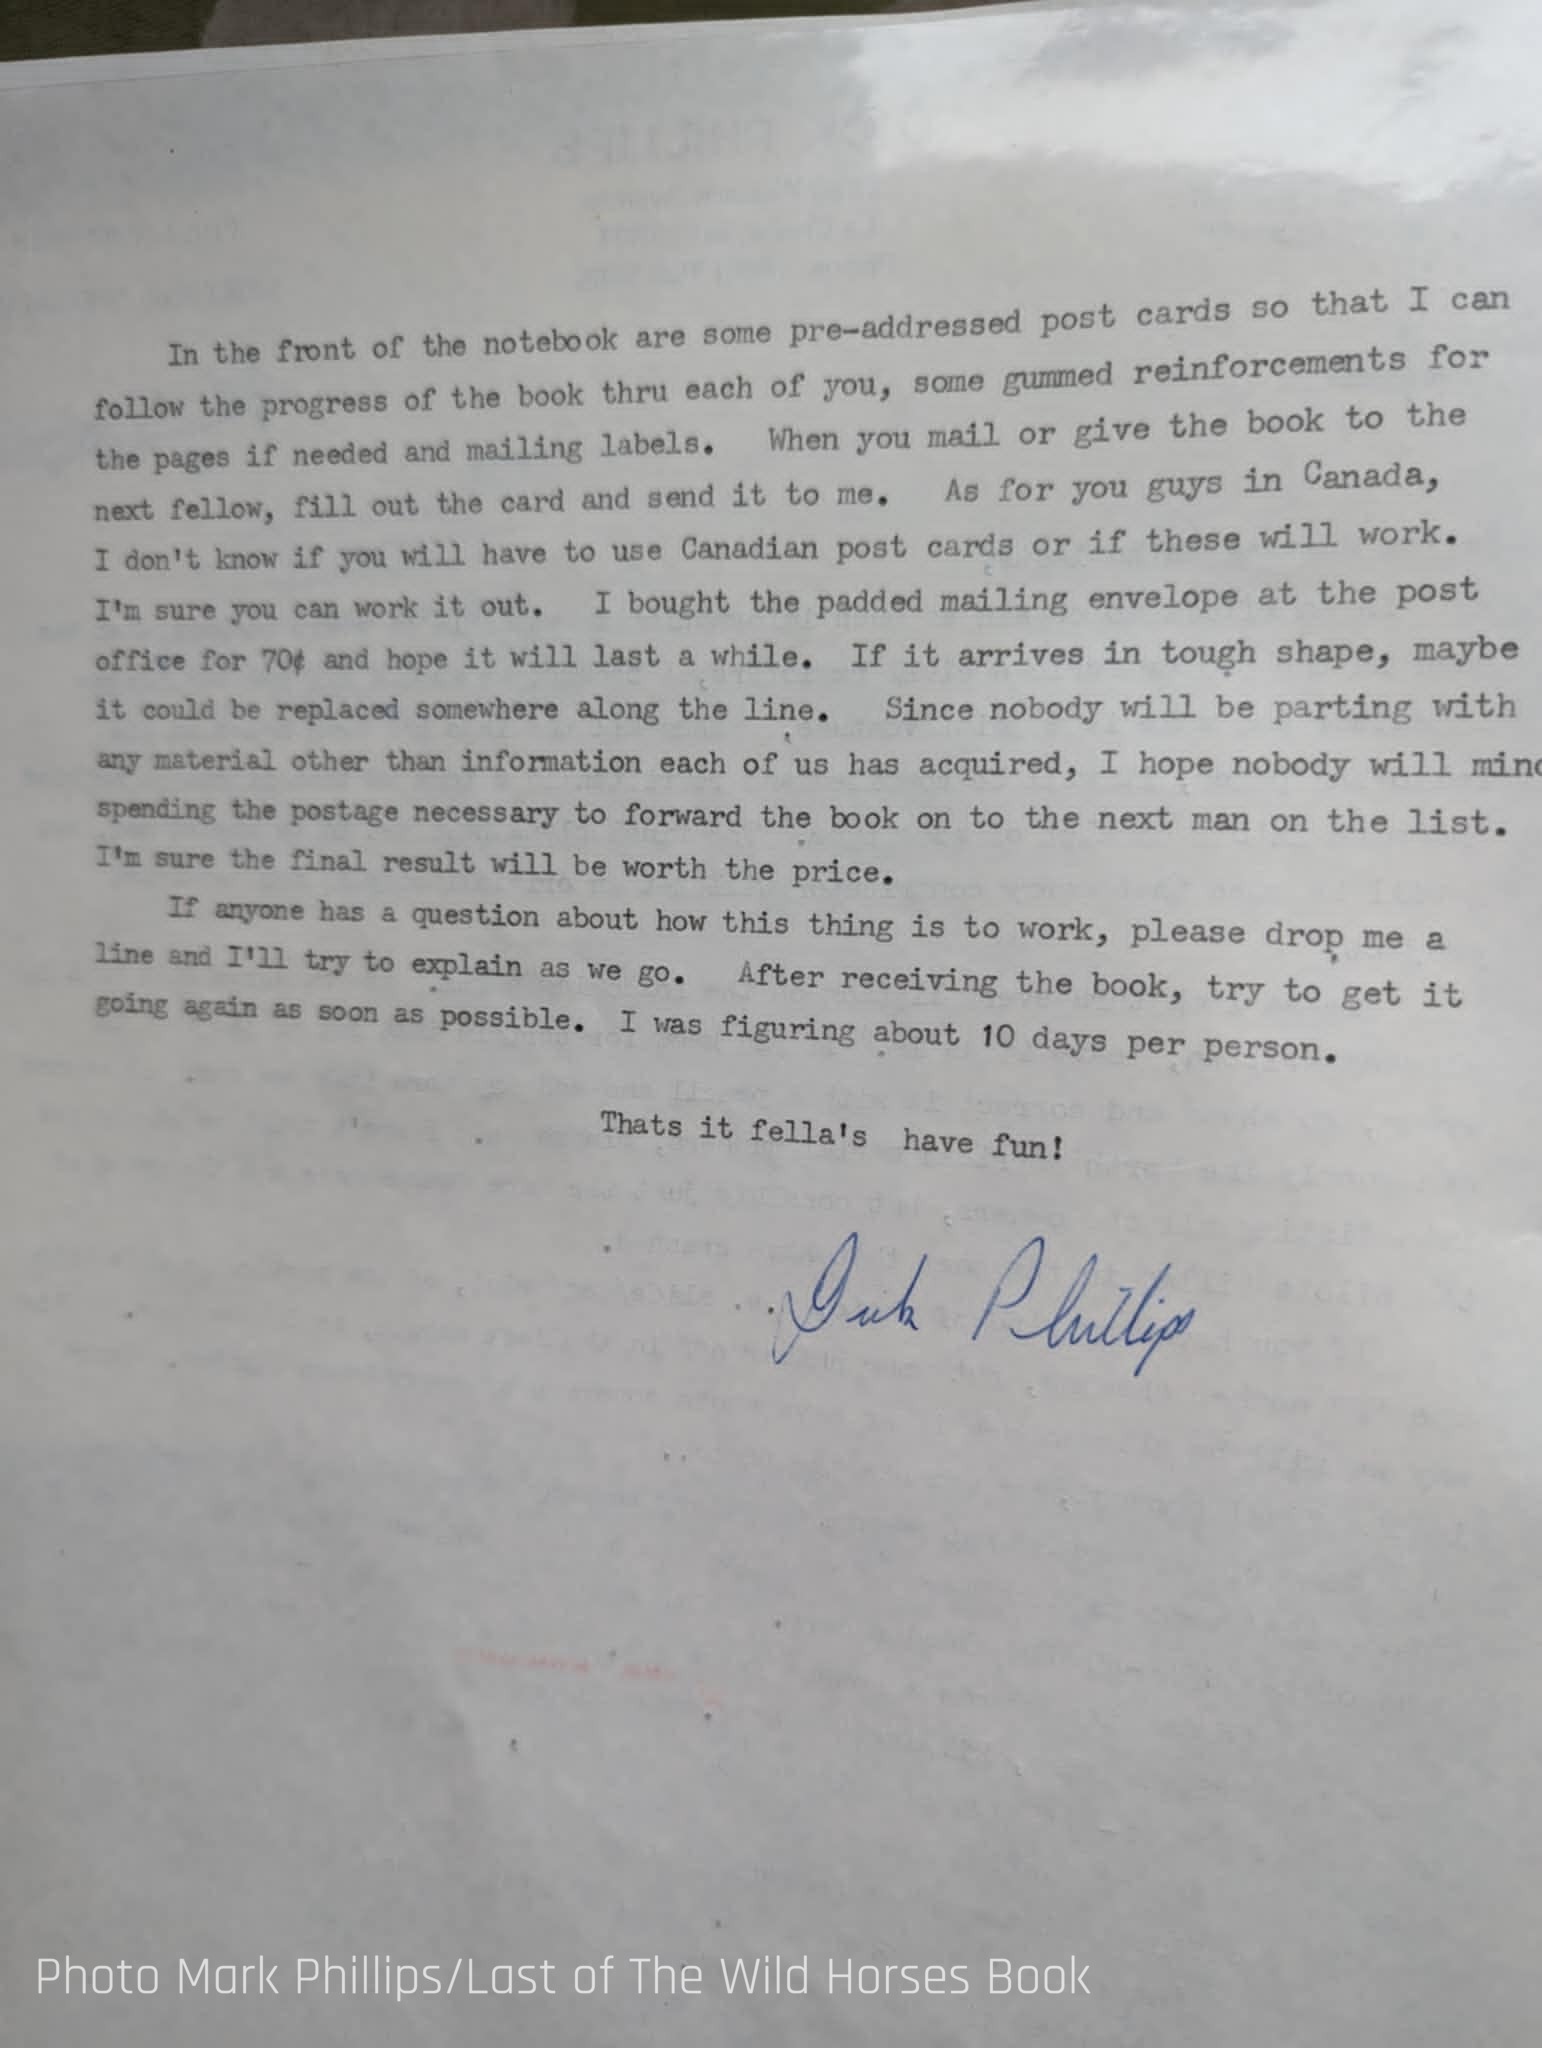 In the front of the notebook are some pre-addressed post cards so that I can
follow the progress of the book thru each of you, some gummed reinforcements for
the pages if needed and mailing labels. When you mail or give the book to the
next fellow, fill out the card and send it to me. As for you guys in Canada,
I don't know if you will have to use Canadian post cards or if these will work.
I'm sure you can work it out. I bought the padded mailing envelope at the post
office for 70¢ and hope it will last a while. If it arrives in tough shape, maybe
it could be replaced somewhere along the line. Since nobody will be parting with
any material other than information each of us has acquired, I hope nobody will mind
spending the postage necessary to forward the book on to the next man on the list.
I'm sure the final result will be worth the price.
If anyone has a question about how this thing is to work, please drop me a
line and I'll try to explain as we go. After receiving the book, try to get it
going again as soon as possible. I was figuring about 10 days per person.
Thats it fella's have fun!
Dick Phillips
Photo Mark Phillips/Last of The Wild Horses Book